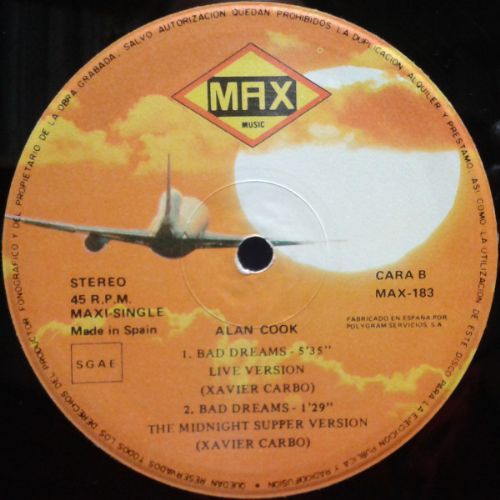 QUEDAN RESERVADOS TODOS LOS DERECHOS DEL PRODUCTOR FONOGRAFICO Y DEL PROPIETARIO DE LA OBRA GRABADA. SALVO AUTORIZACION QUEDAN PROHIBIDOS LA DUPLICACION, ALQUILER Y PRESTAMO, ASI COMO LA UTILIZACION DE ESTE DISCO PARA LA EJECUCION PUBLICA Y RADIODIFUSION
MAX
MUSIC
STEREO
45 R.P.M.
MAXI-SINGLE
Made in Spain
SGAE
CARA B
MAX-183
FABRICADO EN ESPAÑA POR
POLYGRAM SERVICIOS, S.A.
ALAN COOK
1. BAD DREAMS - 5'35"
LIVE VERSION
(XAVIER CARBO)
2. BAD DREAMS - 1'29"
THE MIDNIGHT SUPPER VERSION
(XAVIER CARBO)